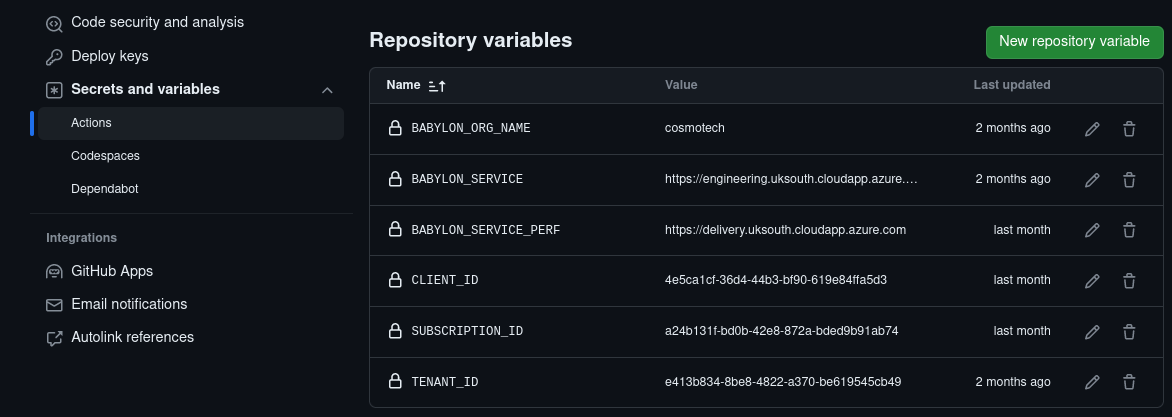 Code security and analysis
Deploy keys
Secrets and variables
Actions
Codespaces
Dependabot
Integrations
GitHub Apps
Email notifications
Autolink references
Repository variables
New repository variable
Name Value Last updated
BABYLON_ORG_NAME cosmotech 2 months ago
BABYLON_SERVICE https://engineering.uksouth.cloudapp.azure.... 2 months ago
BABYLON_SERVICE_PERF https://delivery.uksouth.cloudapp.azure.com last month
CLIENT_ID 4e5ca1cf-36d4-44b3-bf90-619e84ffa5d3 last month
SUBSCRIPTION_ID a24b131f-bd0b-42e8-872a-bded9b91ab74 last month
TENANT_ID e413b834-8be8-4822-a370-be619545cb49 2 months ago